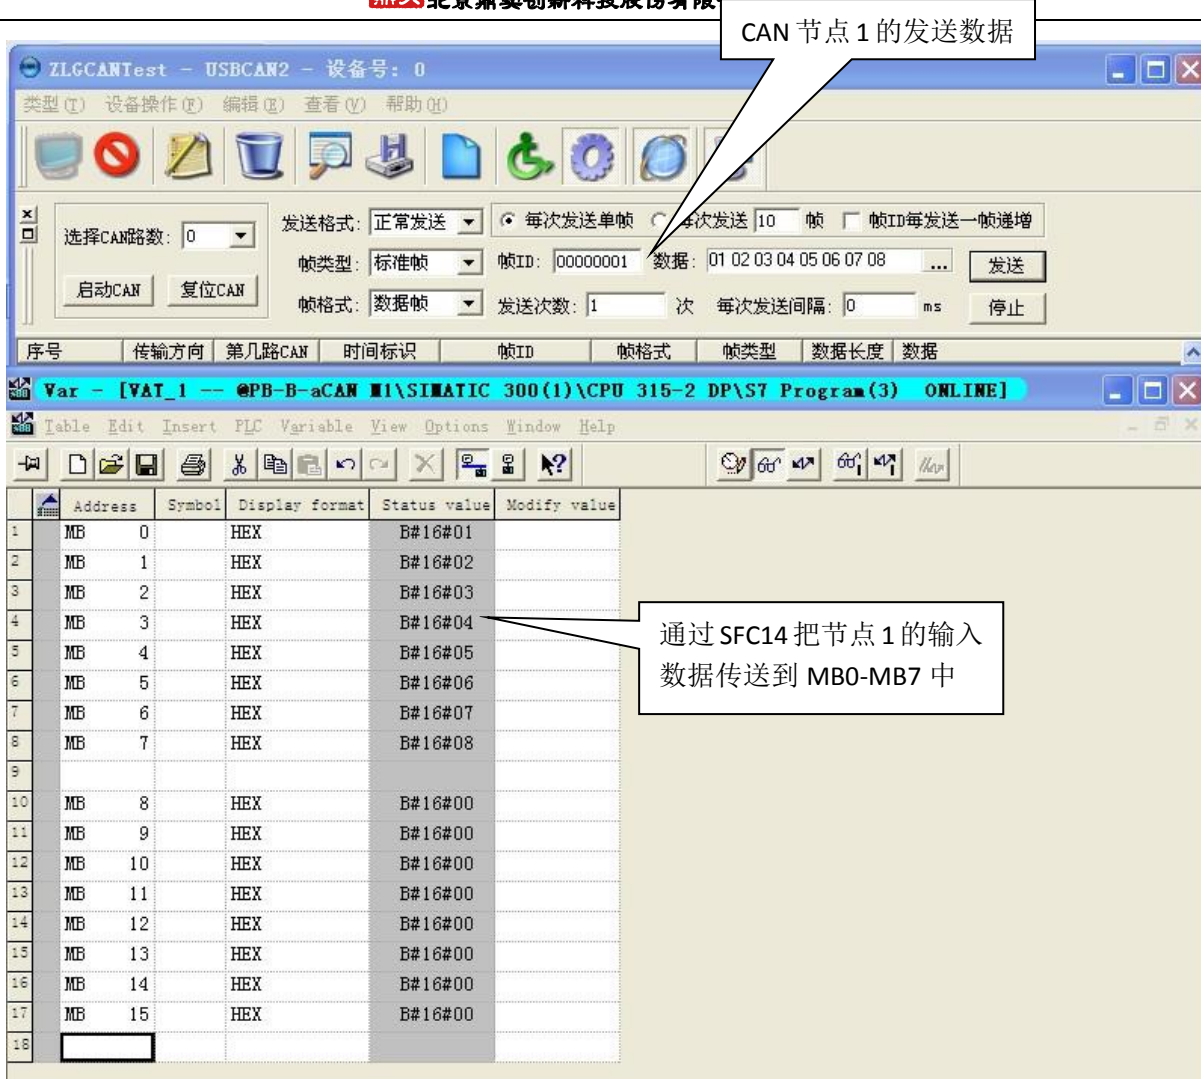 北京鼎实创新科技股份有限
CAN 节点 1 的发送数据
ZLGCANTest - USBCAN2 - 设备号: 0
类型(T) 设备操作(F) 编辑(E) 查看(V) 帮助(H)
选择CAN路数: 0
启动CAN 复位CAN
发送格式: 正常发送 每次发送单帧 每次发送 10 帧 帧ID每发送一帧递增
帧类型: 标准帧 帧ID: 00000001 数据: 01 02 03 04 05 06 07 08 ... 发送
帧格式: 数据帧 发送次数: 1 次 每次发送间隔: 0 ms 停止
序号 传输方向 第几路CAN 时间标识 帧ID 帧格式 帧类型 数据长度 数据
Var - [VAT_1 -- @PB-B-aCAN M1\SIMATIC 300(1)\CPU 315-2 DP\S7 Program(3) ONLINE]
Table Edit Insert PLC Variable View Options Window Help
Address Symbol Display format Status value Modify value
1 MB 0 HEX B#16#01
2 MB 1 HEX B#16#02
3 MB 2 HEX B#16#03
4 MB 3 HEX B#16#04
5 MB 4 HEX B#16#05
6 MB 5 HEX B#16#06
7 MB 6 HEX B#16#07
8 MB 7 HEX B#16#08
9
10 MB 8 HEX B#16#00
11 MB 9 HEX B#16#00
12 MB 10 HEX B#16#00
13 MB 11 HEX B#16#00
14 MB 12 HEX B#16#00
15 MB 13 HEX B#16#00
16 MB 14 HEX B#16#00
17 MB 15 HEX B#16#00
18
通过 SFC14 把节点 1 的输入
数据传送到 MB0-MB7 中